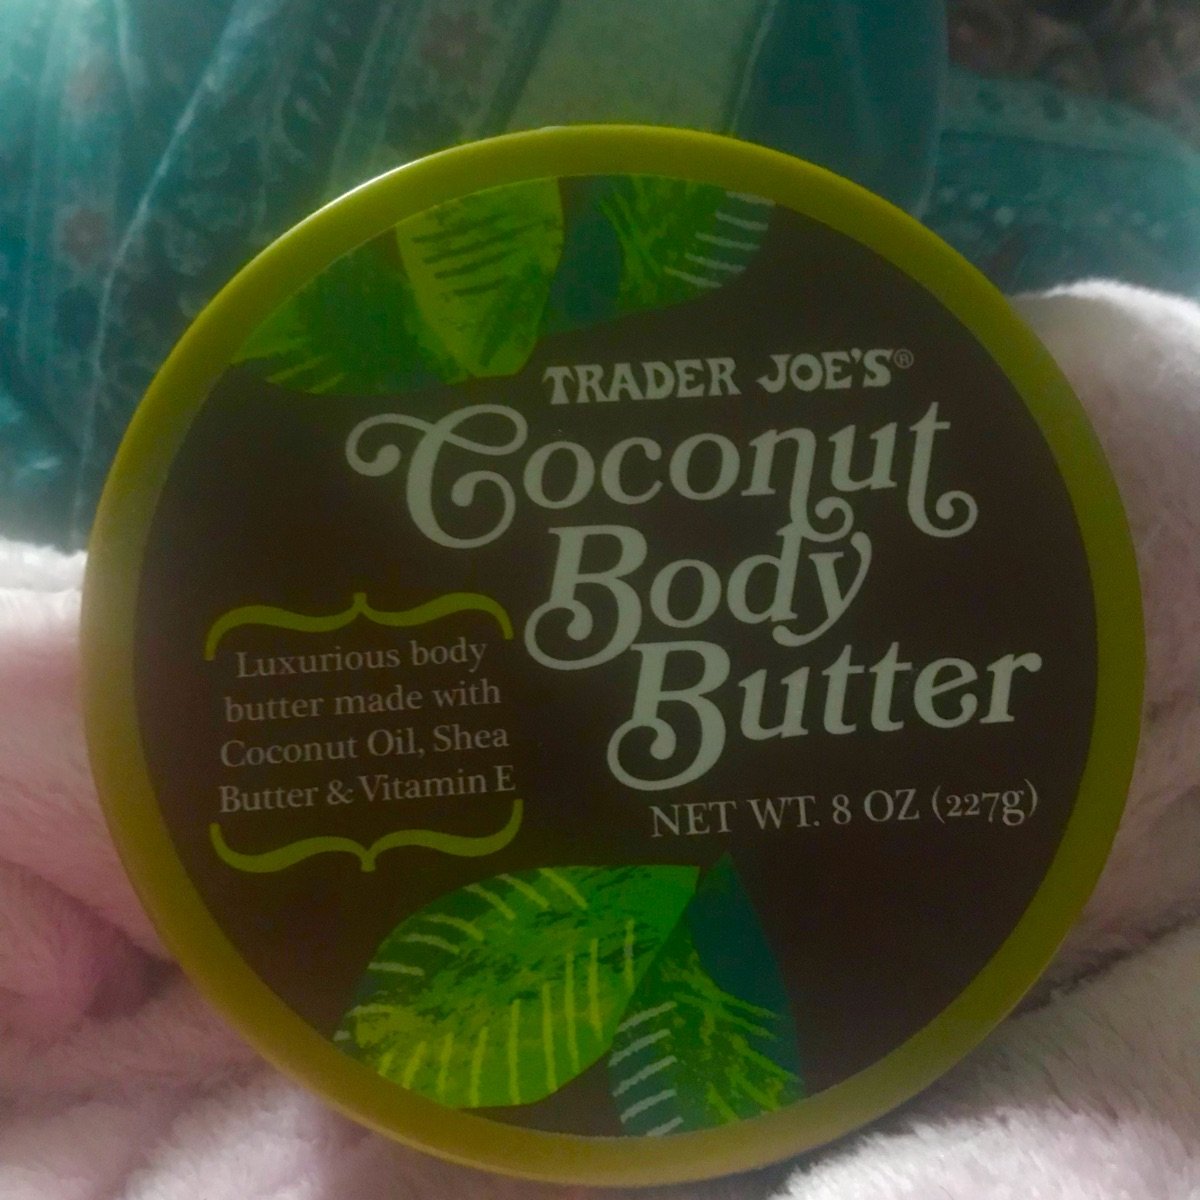 TRADER JOE'S®
Coconut
Body
Butter
Luxurious body
butter made with
Coconut Oil, Shea
Butter & Vitamin E
NET WT. 8 OZ (227g)